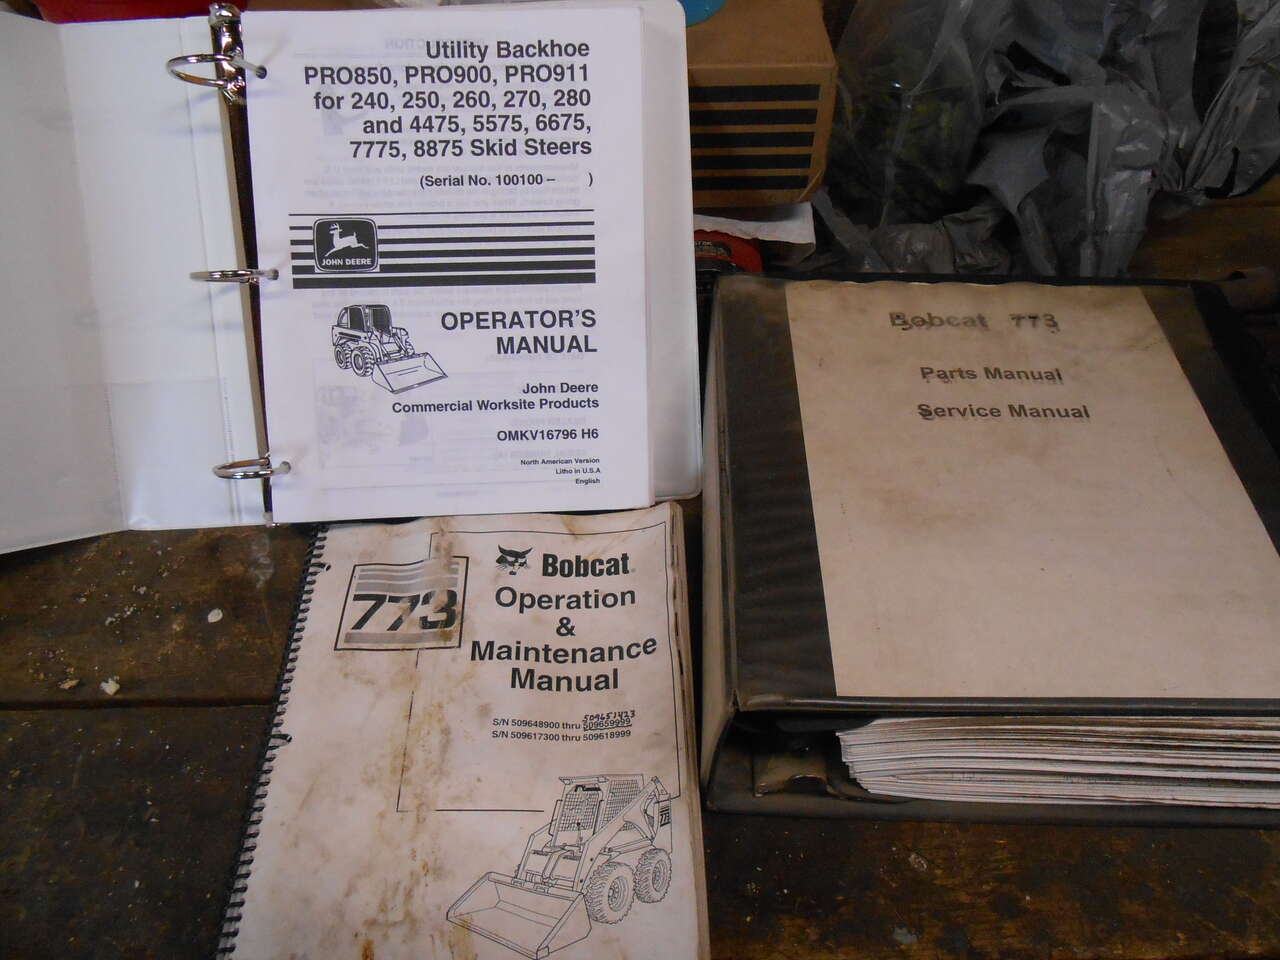 Utility Backhoe
PRO850, PRO900, PRO911
for 240, 250, 260, 270, 280
and 4475, 5575, 6675,
7775, 8875 Skid Steers
(Serial No. 100100 – )
JOHN DEERE
OPERATOR'S
MANUAL
John Deere
Commercial Worksite Products
OMKV16796 H6
North American Version
Litho in U.S.A
English
Bobcat 773
Parts Manual
Service Manual
773
Bobcat
Operation
&
Maintenance
Manual
509651423
S/N 509648900 thru 509659999
S/N 509617300 thru 509618999
773